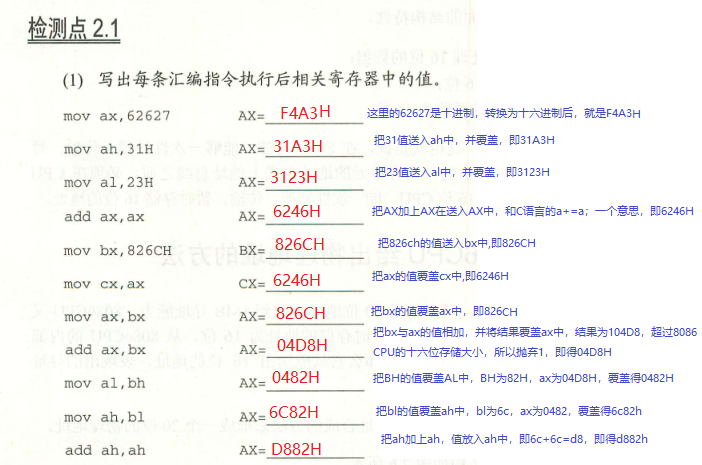 检测点 2.1
(1) 写出每条汇编指令执行后相关寄存器中的值。
mov ax,62627 AX= F4A3H 这里的62627是十进制，转换为十六进制后，就是F4A3H
mov ah,31H AX= 31A3H 把31值送入ah中，并覆盖，即31A3H
mov al,23H AX= 3123H 把23值送入al中，并覆盖，即3123H
add ax,ax AX= 6246H 把AX加上AX在送入AX中，和C语言的a+=a；一个意思，即6246H
mov bx,826CH BX= 826CH 把826ch的值送入bx中,即826CH
mov cx,ax CX= 6246H 把ax的值覆盖cx中,即6246H
mov ax,bx AX= 826CH 把bx的值覆盖ax中，即826CH
add ax,bx AX= 04D8H 把bx与ax的值相加，并将结果覆盖ax中，结果为104D8，超过8086
CPU的十六位存储大小，所以抛弃1，即得04D8H
mov al,bh AX= 0482H 把BH的值覆盖AL中，BH为82H，ax为04D8H，覆盖得0482H
mov ah,bl AX= 6C82H 把bl的值覆盖ah中，bl为6c，ax为0482，覆盖得6c82h
add ah,ah AX= D882H 把ah加上ah，值放入ah中，即6c+6c=d8，即得d882h